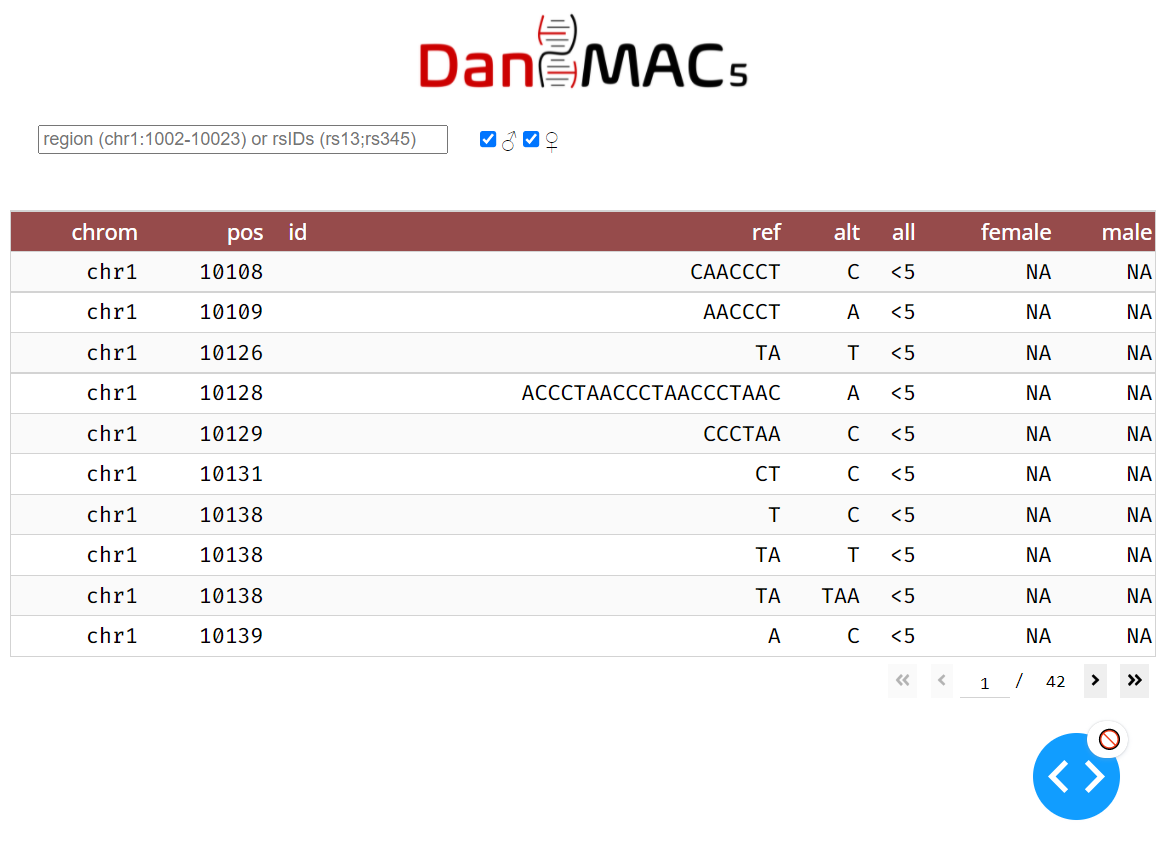 DanMAC5
region (chr1:1002-10023) or rsIDs (rs13;rs345) ♂ ♀
chrom pos id ref alt all female male
chr1 10108 CAACCCT C <5 NA NA
chr1 10109 AACCCT A <5 NA NA
chr1 10126 TA T <5 NA NA
chr1 10128 ACCCTAACCCTAACCCTAAC A <5 NA NA
chr1 10129 CCCTAA C <5 NA NA
chr1 10131 CT C <5 NA NA
chr1 10138 T C <5 NA NA
chr1 10138 TA T <5 NA NA
chr1 10138 TA TAA <5 NA NA
chr1 10139 A C <5 NA NA
1 / 42